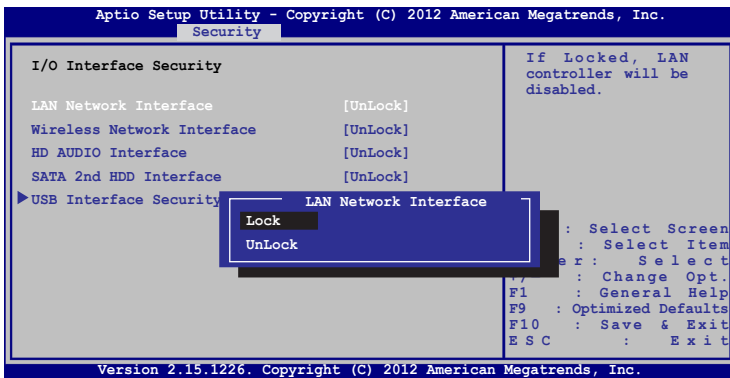 Aptio Setup Utility - Copyright (C) 2012 American Megatrends, Inc.
Security
I/O Interface Security
LAN Network Interface [UnLock]
Wireless Network Interface [UnLock]
HD AUDIO Interface [UnLock]
SATA 2nd HDD Interface [UnLock]
USB Interface Security
LAN Network Interface
Lock
UnLock
If Locked, LAN
controller will be
disabled.
: Select Screen
: Select Item
er: Select
: Change Opt.
F1 : General Help
F9 : Optimized Defaults
F10 : Save & Exit
ESC : Exit
Version 2.15.1226. Copyright (C) 2012 American Megatrends, Inc.